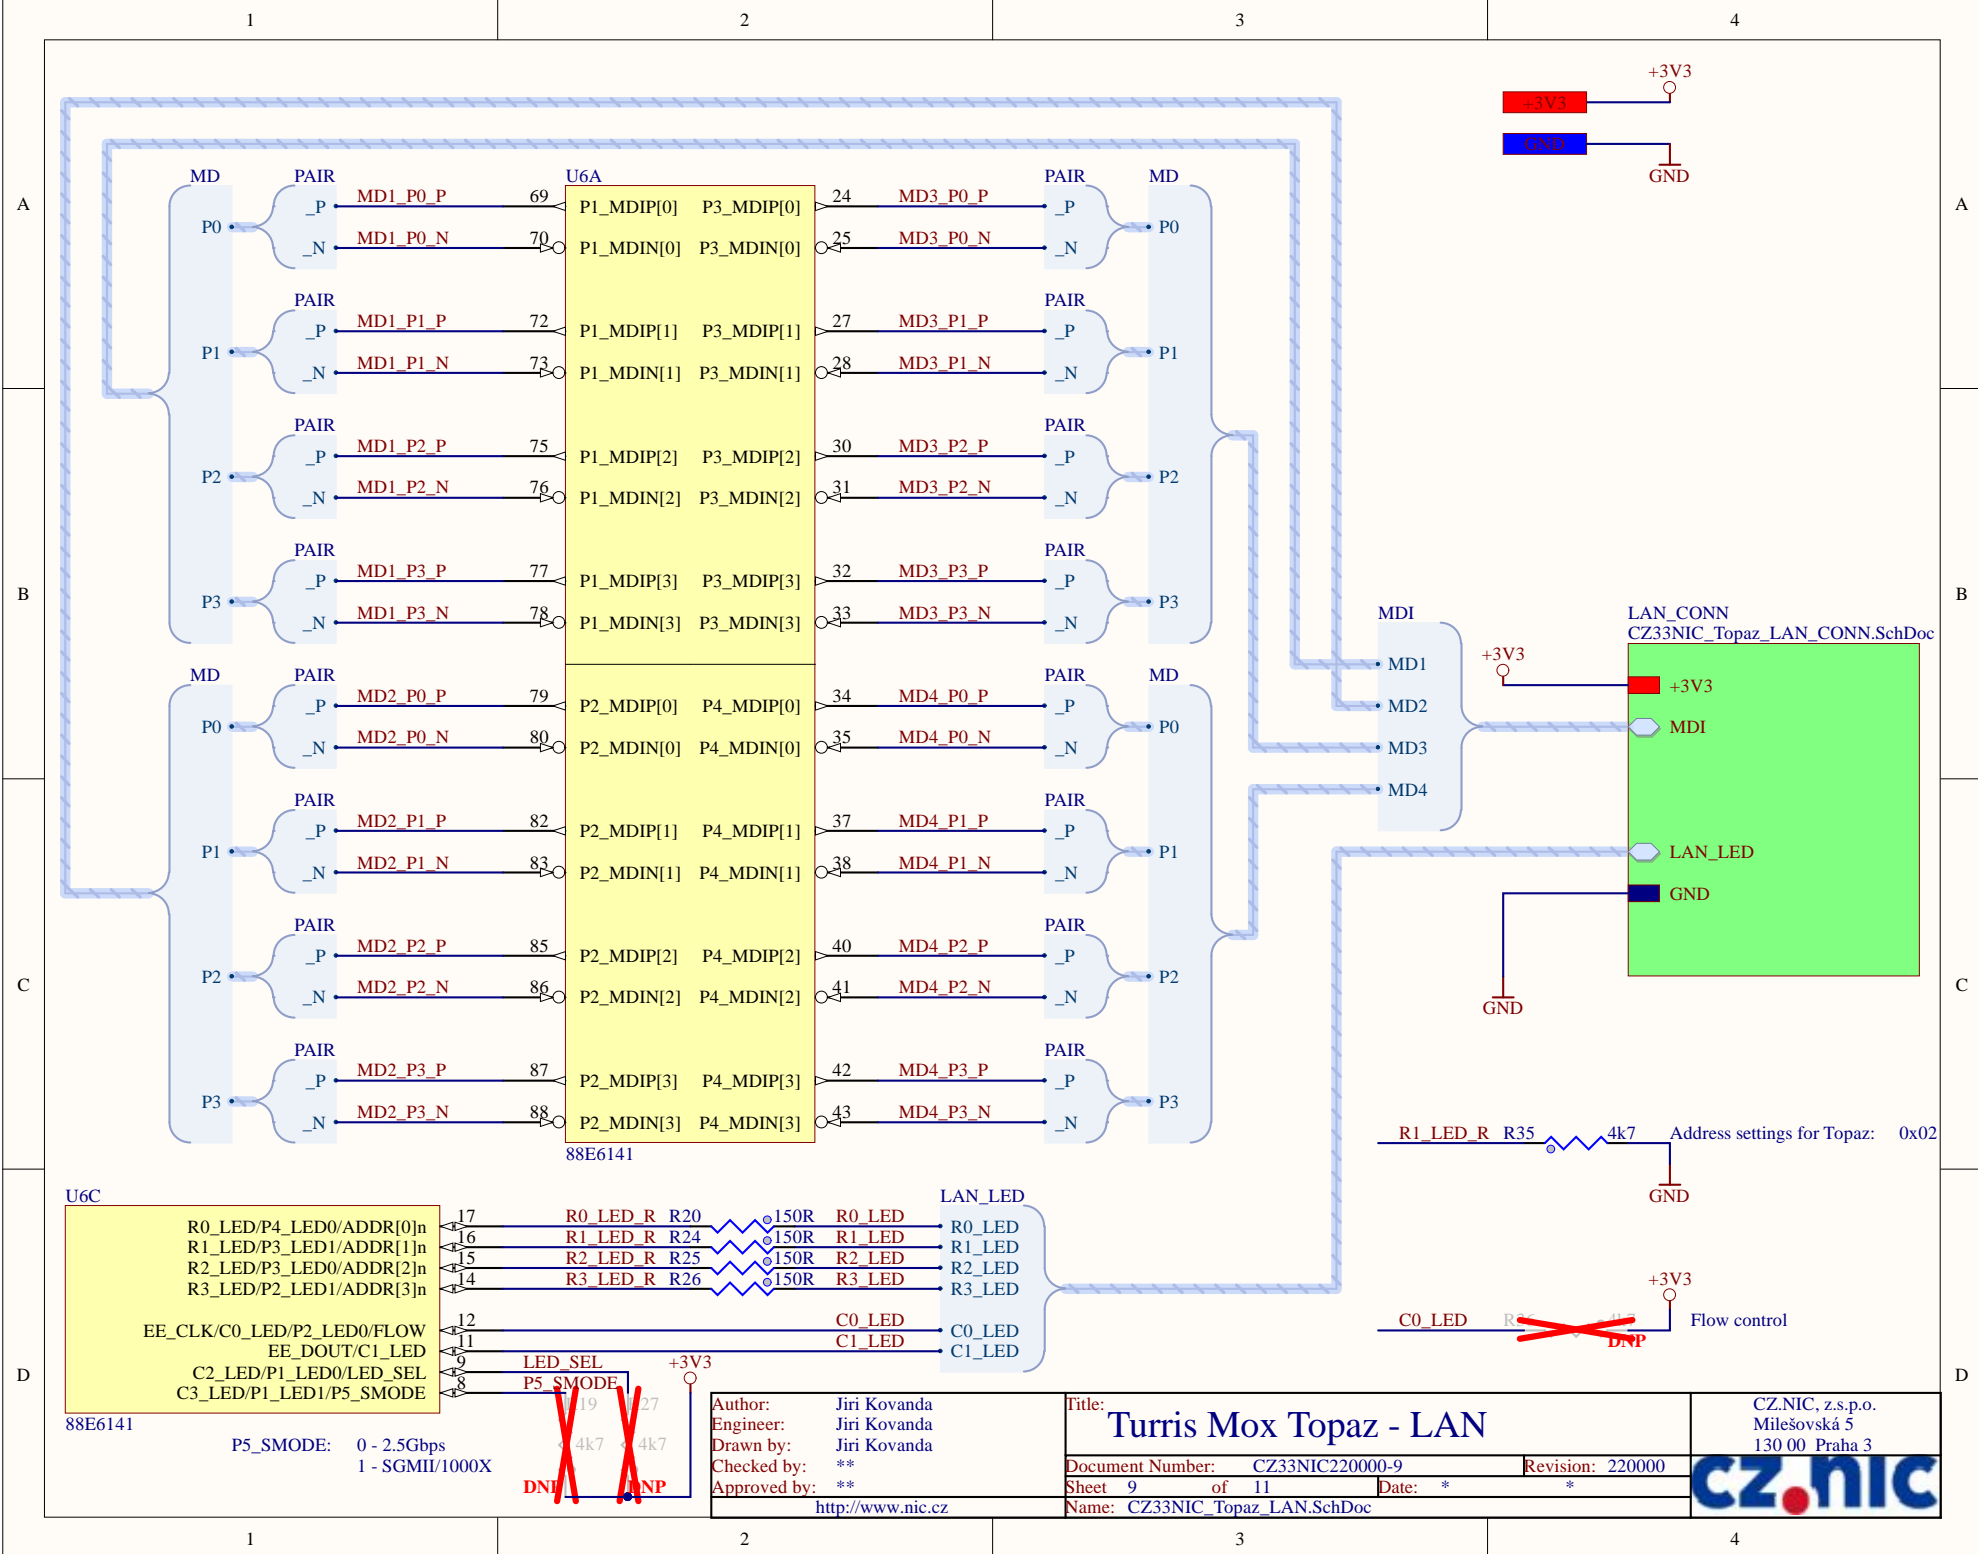 1 2 3 4
+3V3
+3V3
GND
GND
A A
MD PAIR U6A PAIR MD
P0 _P MD1_P0_P 69 P1_MDIP[0] P3_MDIP[0] 24 MD3_P0_P _P P0
_N MD1_P0_N 70 P1_MDIN[0] P3_MDIN[0] 25 MD3_P0_N _N
PAIR PAIR
P1 _P MD1_P1_P 72 P1_MDIP[1] P3_MDIP[1] 27 MD3_P1_P _P P1
_N MD1_P1_N 73 P1_MDIN[1] P3_MDIN[1] 28 MD3_P1_N _N
PAIR PAIR
P2 _P MD1_P2_P 75 P1_MDIP[2] P3_MDIP[2] 30 MD3_P2_P _P P2
_N MD1_P2_N 76 P1_MDIN[2] P3_MDIN[2] 31 MD3_P2_N _N
PAIR PAIR
P3 _P MD1_P3_P 77 P1_MDIP[3] P3_MDIP[3] 32 MD3_P3_P _P P3
_N MD1_P3_N 78 P1_MDIN[3] P3_MDIN[3] 33 MD3_P3_N _N
B B
MD PAIR PAIR MD
P0 _P MD2_P0_P 79 P2_MDIP[0] P4_MDIP[0] 34 MD4_P0_P _P P0
_N MD2_P0_N 80 P2_MDIN[0] P4_MDIN[0] 35 MD4_P0_N _N
PAIR PAIR
P1 _P MD2_P1_P 82 P2_MDIP[1] P4_MDIP[1] 37 MD4_P1_P _P P1
_N MD2_P1_N 83 P2_MDIN[1] P4_MDIN[1] 38 MD4_P1_N _N
PAIR PAIR
P2 _P MD2_P2_P 85 P2_MDIP[2] P4_MDIP[2] 40 MD4_P2_P _P P2
_N MD2_P2_N 86 P2_MDIN[2] P4_MDIN[2] 41 MD4_P2_N _N
PAIR PAIR
P3 _P MD2_P3_P 87 P2_MDIP[3] P4_MDIP[3] 42 MD4_P3_P _P P3
_N MD2_P3_N 88 P2_MDIN[3] P4_MDIN[3] 43 MD4_P3_N _N
88E6141
C C
MDI
MD1
MD2
MD3
MD4
LAN_CONN
CZ33NIC_Topaz_LAN_CONN.SchDoc
+3V3
+3V3
MDI
LAN_LED
GND
GND
R1_LED_R R35 4k7 Address settings for Topaz: 0x02
GND
U6C LAN_LED
R0_LED/P4_LED0/ADDR[0]n 17 R0_LED_R R20 150R R0_LED R0_LED
R1_LED/P3_LED1/ADDR[1]n 16 R1_LED_R R24 150R R1_LED R1_LED
R2_LED/P3_LED0/ADDR[2]n 15 R2_LED_R R25 150R R2_LED R2_LED
R3_LED/P2_LED1/ADDR[3]n 14 R3_LED_R R26 150R R3_LED R3_LED
EE_CLK/C0_LED/P2_LED0/FLOW 12 C0_LED C0_LED
EE_DOUT/C1_LED 11 C1_LED C1_LED
C2_LED/P1_LED0/LED_SEL 9 LED_SEL +3V3
C3_LED/P1_LED1/P5_SMODE 8 P5_SMODE
88E6141
+3V3
C0_LED Flow control
DNP
D D
P5_SMODE: 0 - 2.5Gbps
1 - SGMII/1000X
4k7 4k7
DNP DNP
Author: Jiri Kovanda
Engineer: Jiri Kovanda
Drawn by: Jiri Kovanda
Checked by: **
Approved by: **
http://www.nic.cz
Title: Turris Mox Topaz - LAN
Document Number: CZ33NIC220000-9 Revision: 220000
Sheet 9 of 11 Date: * *
Name: CZ33NIC_Topaz_LAN.SchDoc
CZ.NIC, z.s.p.o.
Milešovská 5
130 00 Praha 3
cz.nic
1 2 3 4